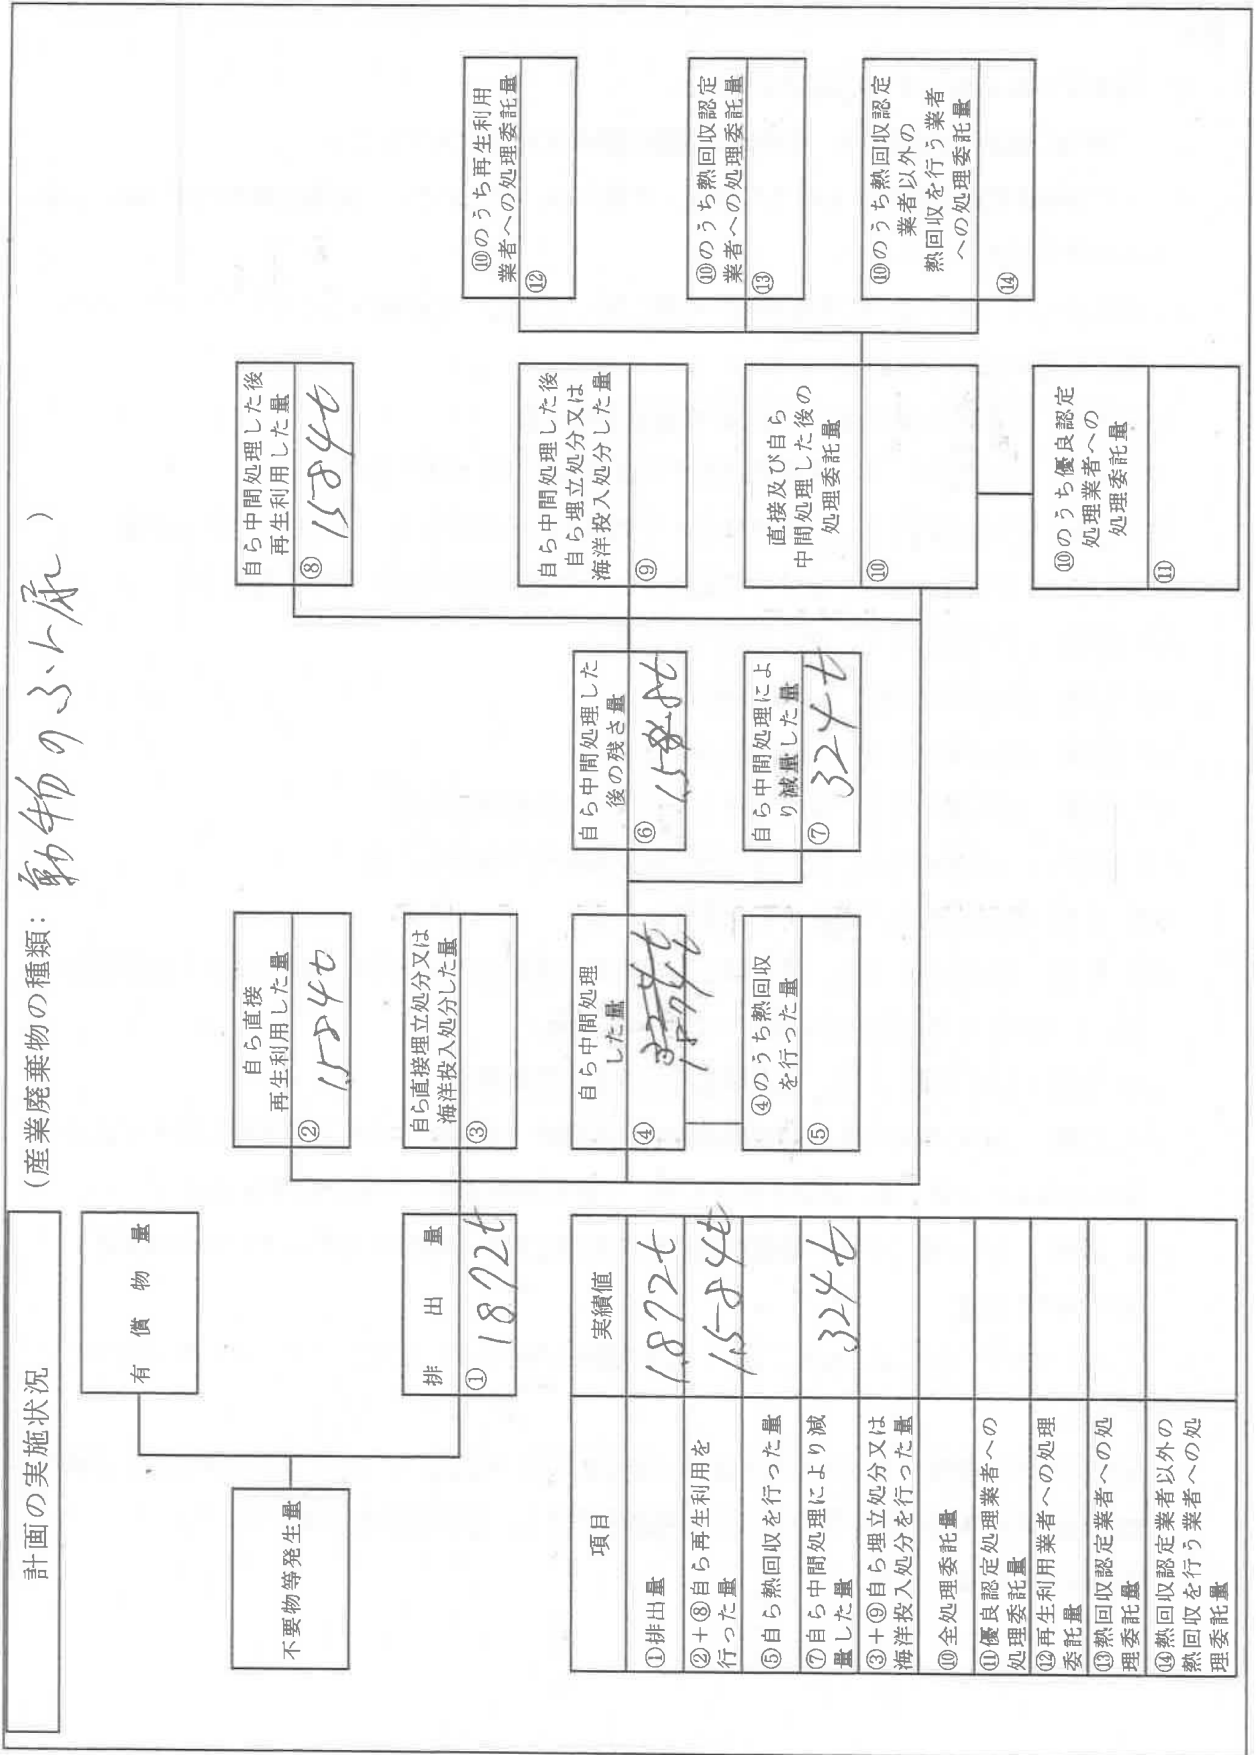 計画の実施状況
(産業廃棄物の種類: 動物のふん尿)
有償物量
不要物等発生量
排出量
① 1872t
自ら直接
再生利用した量
② 1584t
自ら直接埋立処分又は
海洋投入処分した量
③
自ら中間処理
した量
④ 324t
1874t
④のうち熱回収
を行った量
⑤
自ら中間処理した
後の残さ量
⑥
自ら中間処理によ
り減量した量
⑦ 324t
自ら中間処理した後
再生利用した量
⑧ 1584t
自ら中間処理した後
自ら埋立処分又は
海洋投入処分した量
⑨
直接及び自ら
中間処理した後の
処理委託量
⑩
⑩のうち優良認定
処理業者への
処理委託量
⑪
⑩のうち再生利用
業者への処理委託量
⑫
⑩のうち熱回収認定
業者への処理委託量
⑬
⑩のうち熱回収認定
業者以外の
熱回収を行う業者
への処理委託量
⑭
項目 実績値
①排出量 1,872t
②+⑧自ら再生利用を
行った量 1,584t
⑤自ら熱回収を行った量
⑦自ら中間処理により減
量した量 324t
③+⑨自ら埋立処分又は
海洋投入処分を行った量
⑩全処理委託量
⑪優良認定処理業者への
処理委託量
⑫再生利用業者への処理
委託量
⑬熱回収認定業者への処
理委託量
⑭熱回収認定業者以外の
熱回収を行う業者への処
理委託量